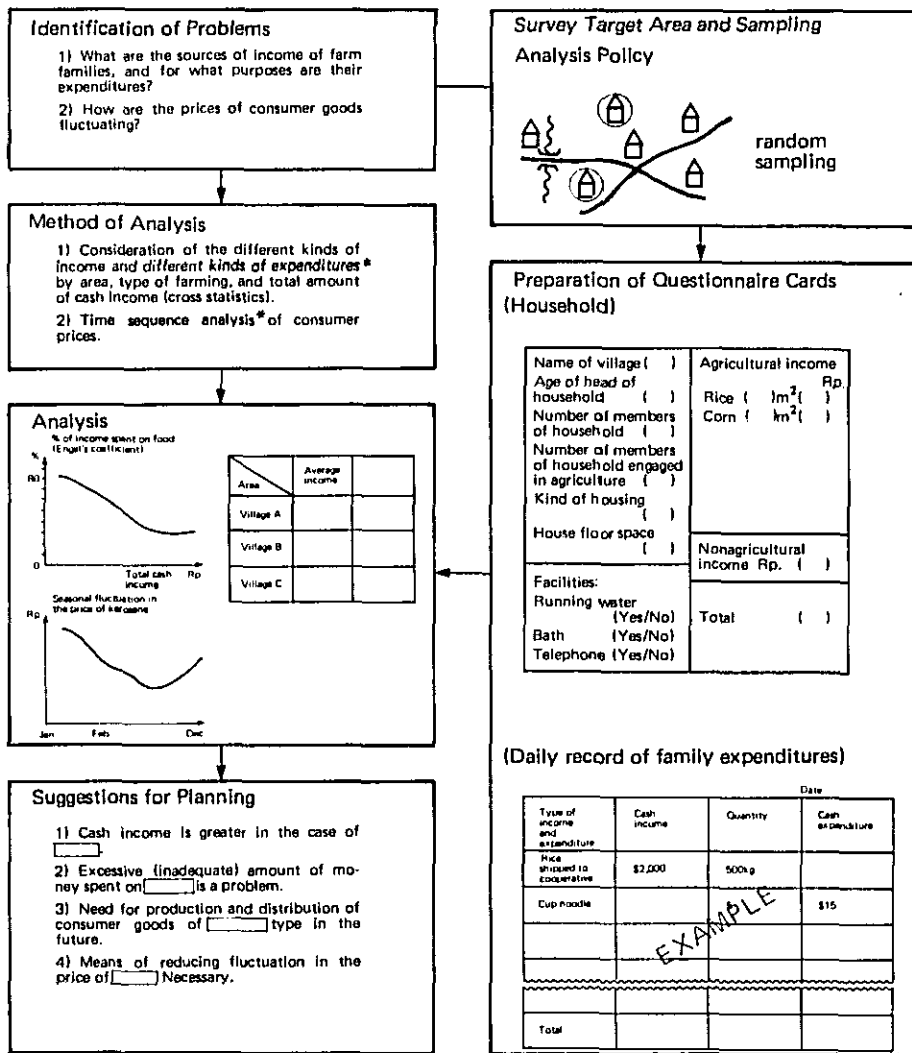 Identification of Problems
1) What are the sources of income of farm
families, and for what purposes are their
expenditures?
2) How are the prices of consumer goods
fluctuating?
Survey Target Area and Sampling
Analysis Policy
random
sampling
Method of Analysis
1) Consideration of the different kinds of
income and different kinds of expenditures*
by area, type of farming, and total amount
of cash income (cross statistics).
2) Time sequence analysis* of consumer
prices.
Preparation of Questionnaire Cards
(Household)
Name of village ( )
Age of head of
household ( )
Number of members
of household ( )
Number of members
of household engaged
in agriculture ( )
Kind of housing
( )
House floor space
( )
Facilities:
Running water
(Yes/No)
Bath (Yes/No)
Telephone (Yes/No)
Agricultural income
Rp.
Rice ( )m² ( )
Corn ( )m² ( )
Nonagricultural
income Rp. ( )
Total ( )
Analysis
% of income spent on food
(Engel's coefficient)
%
80
0
Total cash Rp
income
Area
Average
income
Village A
Village B
Village C
Seasonal fluctuation in
the price of kerosene
Rp
Jan Feb Dec
Suggestions for Planning
1) Cash income is greater in the case of
.
2) Excessive (inadequate) amount of mo-
ney spent on is a problem.
3) Need for production and distribution of
consumer goods of type in the
future.
4) Means of reducing fluctuation in the
price of Necessary.
(Daily record of family expenditures)
Date
Type of
income
and
expenditure
Cash
income
Quantity
Cash
expenditure
Rice
shipped to
cooperative
$2,000
500kg
Cup noodle
$15
EXAMPLE
Total